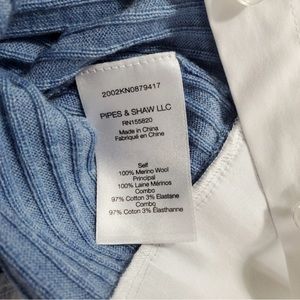 2002KN0879417
PIPES & SHAW LLC
RN155820
Made in China
Fabriqué en Chine
Self
100% Merino Wool
Principal
100% Laine Mérinos
Combo
97% Cotton 3% Elastane
Combo
97% Coton 3% Élasthanne